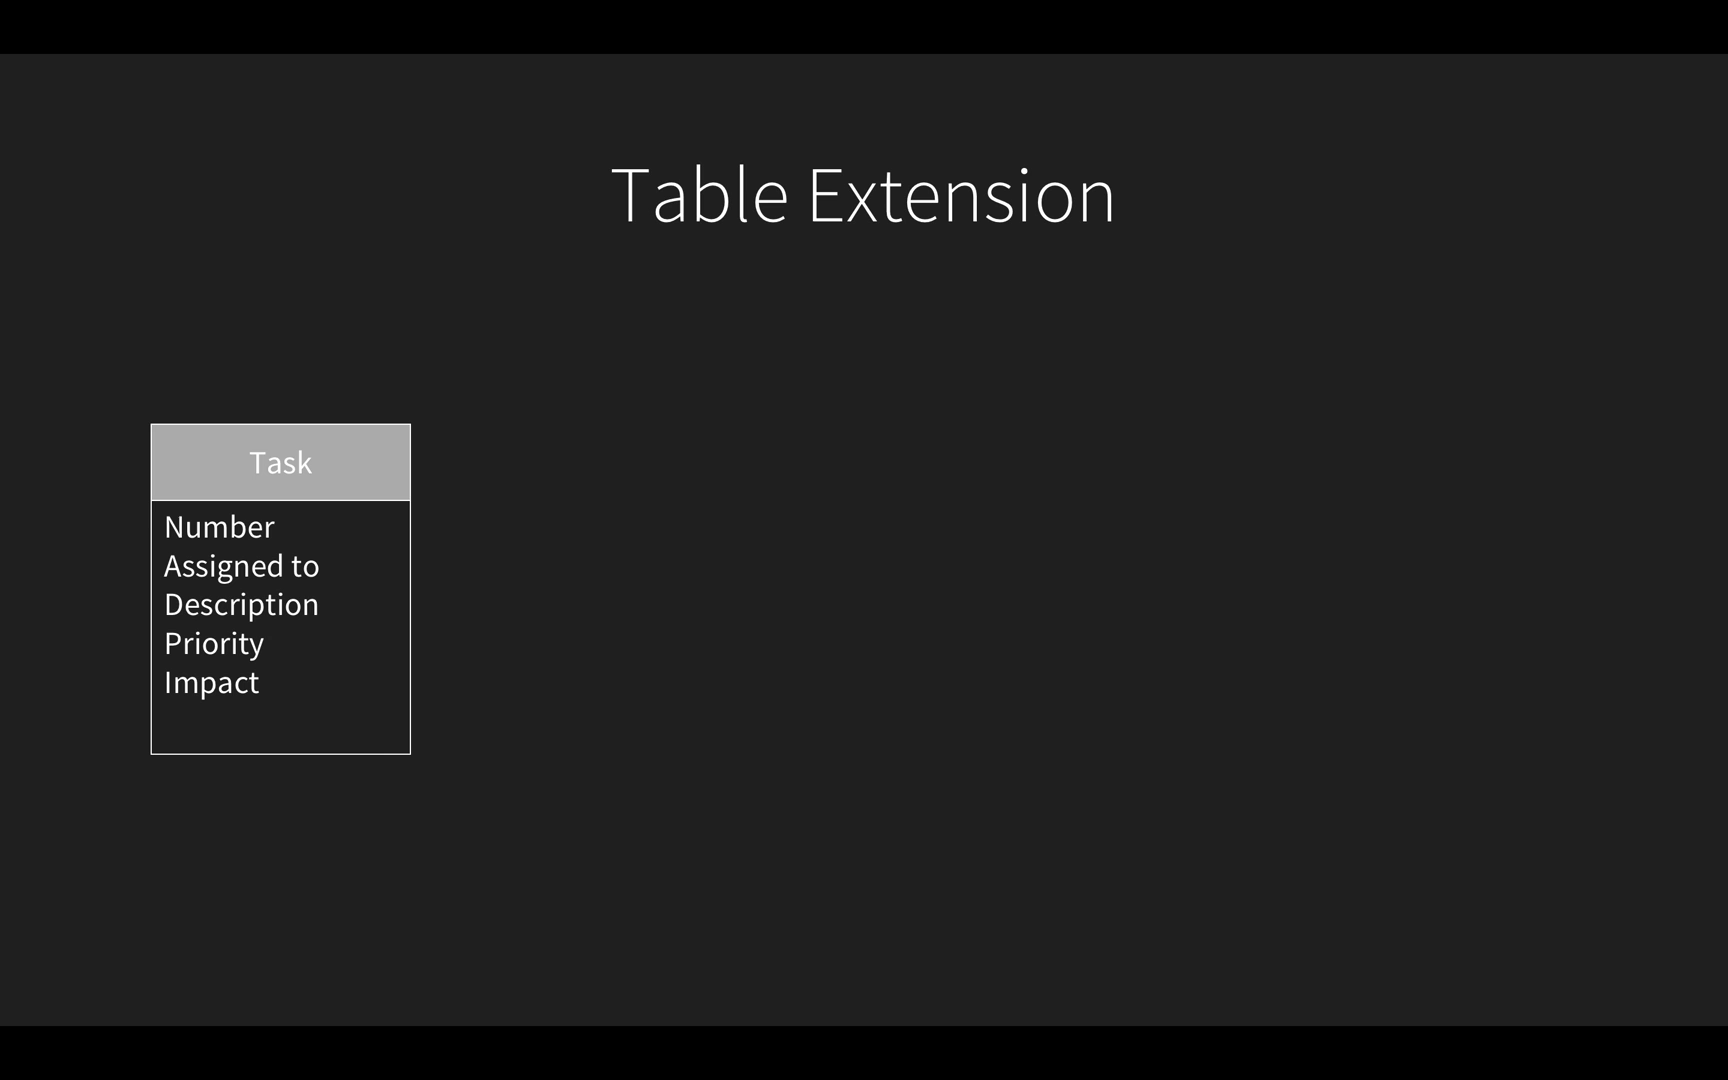 Table Extension
Task
Number
Assigned to
Description
Priority
Impact